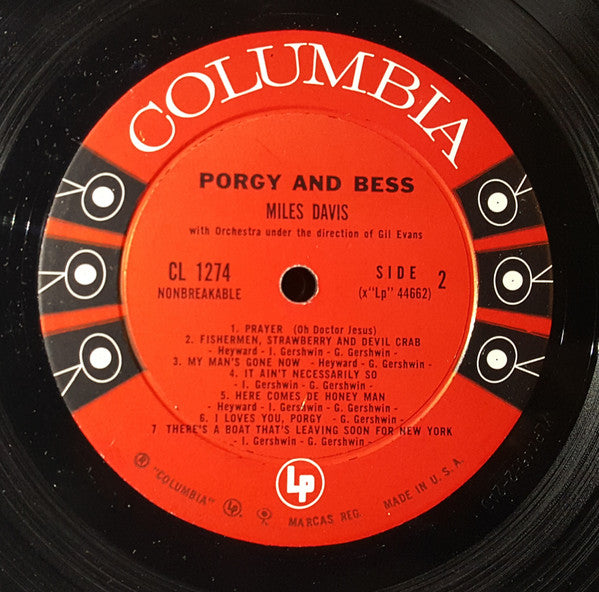 COLUMBIA
PORGY AND BESS
MILES DAVIS
with Orchestra under the direction of Gil Evans
CL 1274
NONBREAKABLE
SIDE 2
(x"Lp" 44662)
1. PRAYER (Oh Doctor Jesus)
2. FISHERMEN, STRAWBERRY AND DEVIL CRAB
- Heyward - I. Gershwin - G. Gershwin -
3. MY MAN'S GONE NOW - Heyward - G. Gershwin -
4. IT AIN'T NECESSARILY SO
- I. Gershwin - G. Gershwin -
5. HERE COMES DE HONEY MAN
- Heyward - I. Gershwin - G. Gershwin -
6. I LOVES YOU, PORGY - G. Gershwin -
7 THERE'S A BOAT THAT'S LEAVING SOON FOR NEW YORK
- I. Gershwin - G. Gershwin -
Lp
® "COLUMBIA" Lp MARCAS REG. MADE IN U.S.A.